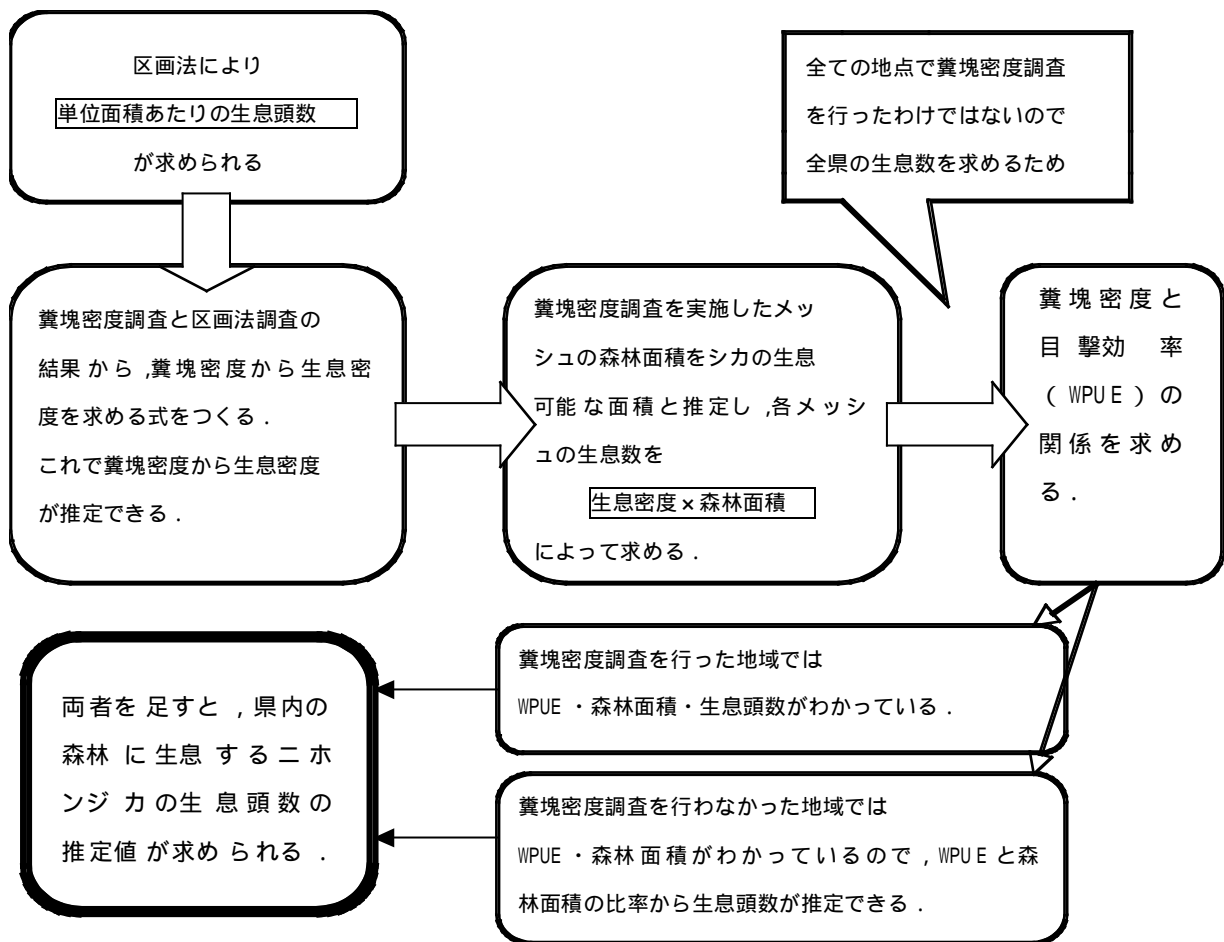 区画法により
単位面積あたりの生息頭数
が求められる
全ての地点で糞塊密度調査
を行ったわけではないので
全県の生息数を求めるため
糞塊密度調査と区画法調査の
結果から,糞塊密度から生息密
度を求める式をつくる.
これで糞塊密度から生息密度
が推定できる.
糞塊密度調査を実施したメッ
シュの森林面積をシカの生息
可能な面積と推定し,各メッシ
ュの生息数を
生息密度×森林面積
によって求める.
糞塊密度と
目撃効率
(WPUE)の
関係を求め
る.
糞塊密度調査を行った地域では
WPUE・森林面積・生息頭数がわかっている.
糞塊密度調査を行わなかった地域では
WPUE・森林面積がわかっているので,WPUEと森
林面積の比率から生息頭数が推定できる.
両者を足すと,県内の
森林に生息するニホ
ンジカの生息頭数の
推定値が求められる.